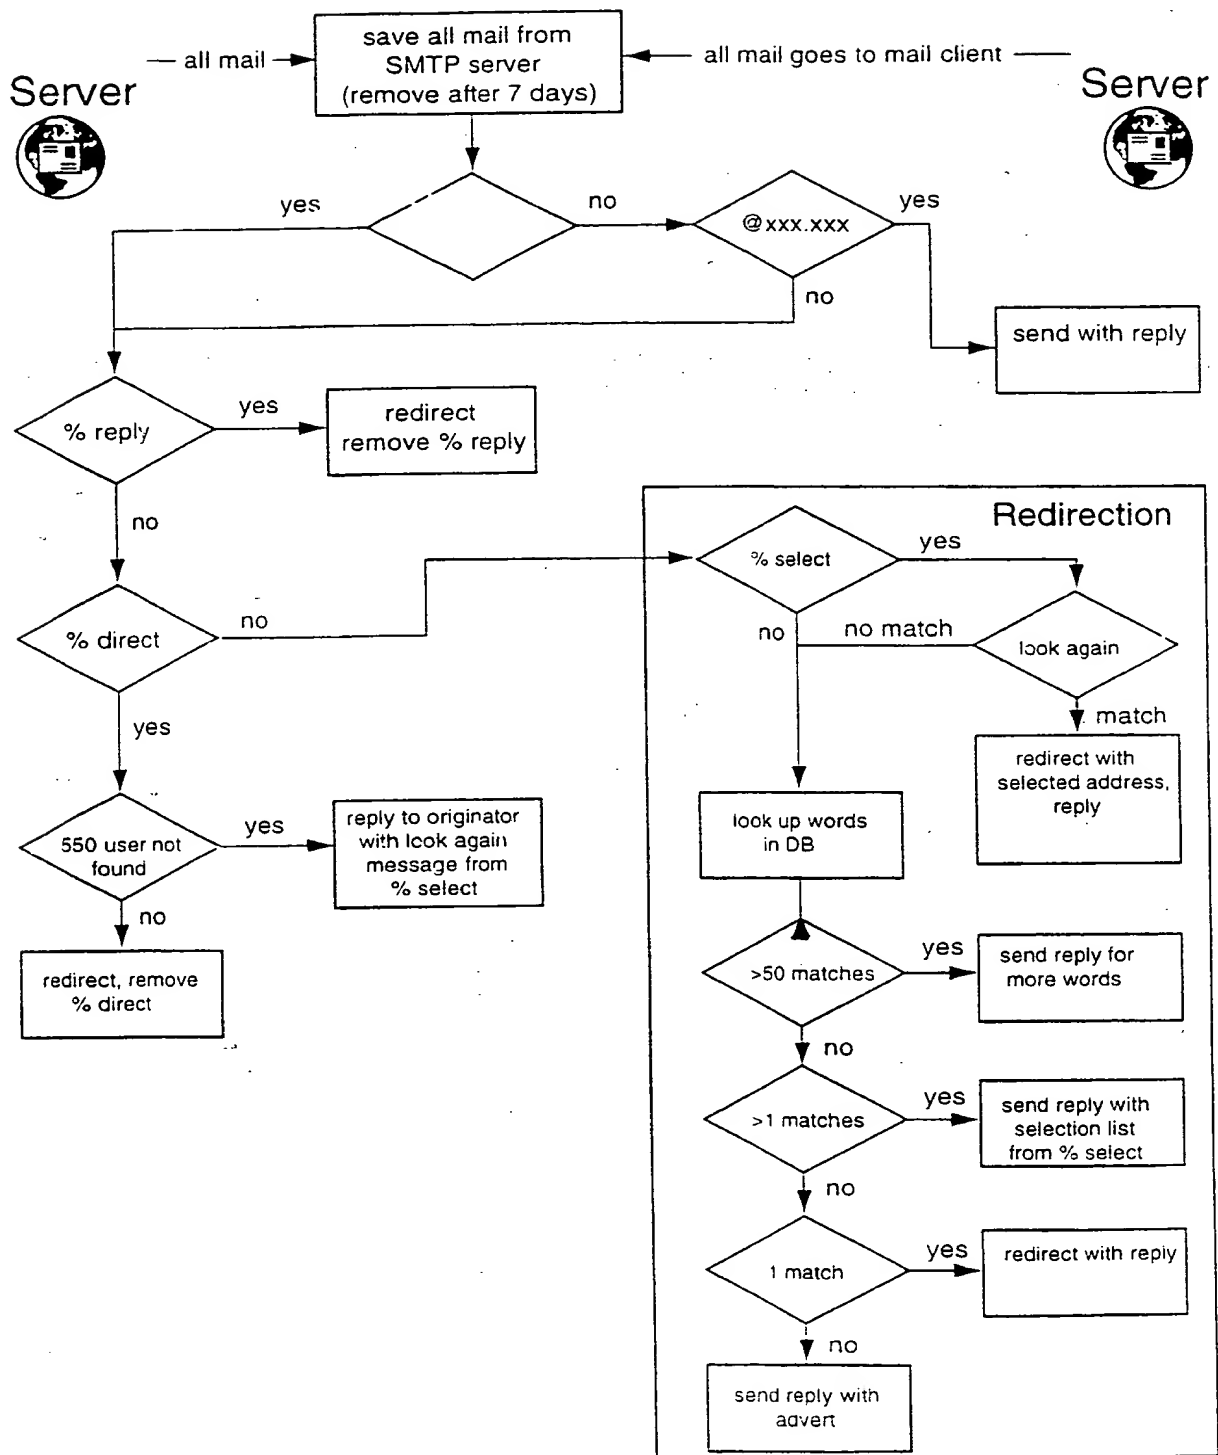 save all mail from
SMTP server
(remove after 7 days)
all mail
all mail goes to mail client
Server
Server
yes
no
@xxx.xxx
yes
no
send with reply
% reply
yes
redirect
remove % reply
no
Redirection
% select
yes
% direct
no
no
no match
look again
yes
match
redirect with
selected address,
reply
550 user not
found
yes
reply to originator
with look again
message from
% select
look up words
in DB
no
redirect, remove
% direct
>50 matches
yes
send reply for
more words
no
>1 matches
yes
send reply with
selection list
from % select
no
1 match
yes
redirect with reply
no
send reply with
advert